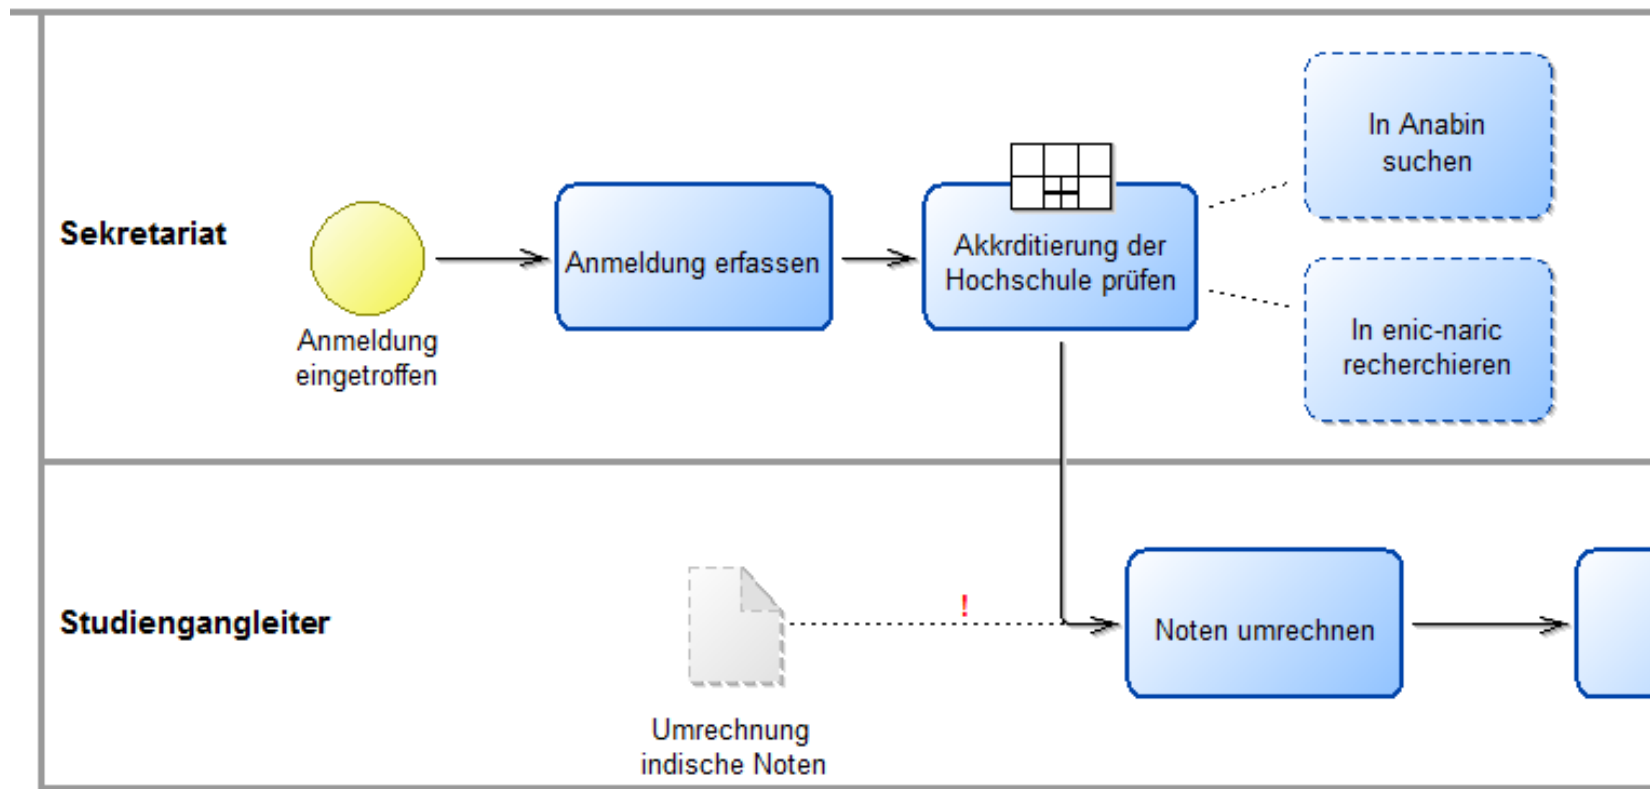 Sekretariat
Anmeldung
eingetroffen
Anmeldung erfassen
Akkrditierung der
Hochschule prüfen
In Anabin
suchen
In enic-naric
recherchieren
Studiengangleiter
Umrechnung
indische Noten
!
Noten umrechnen